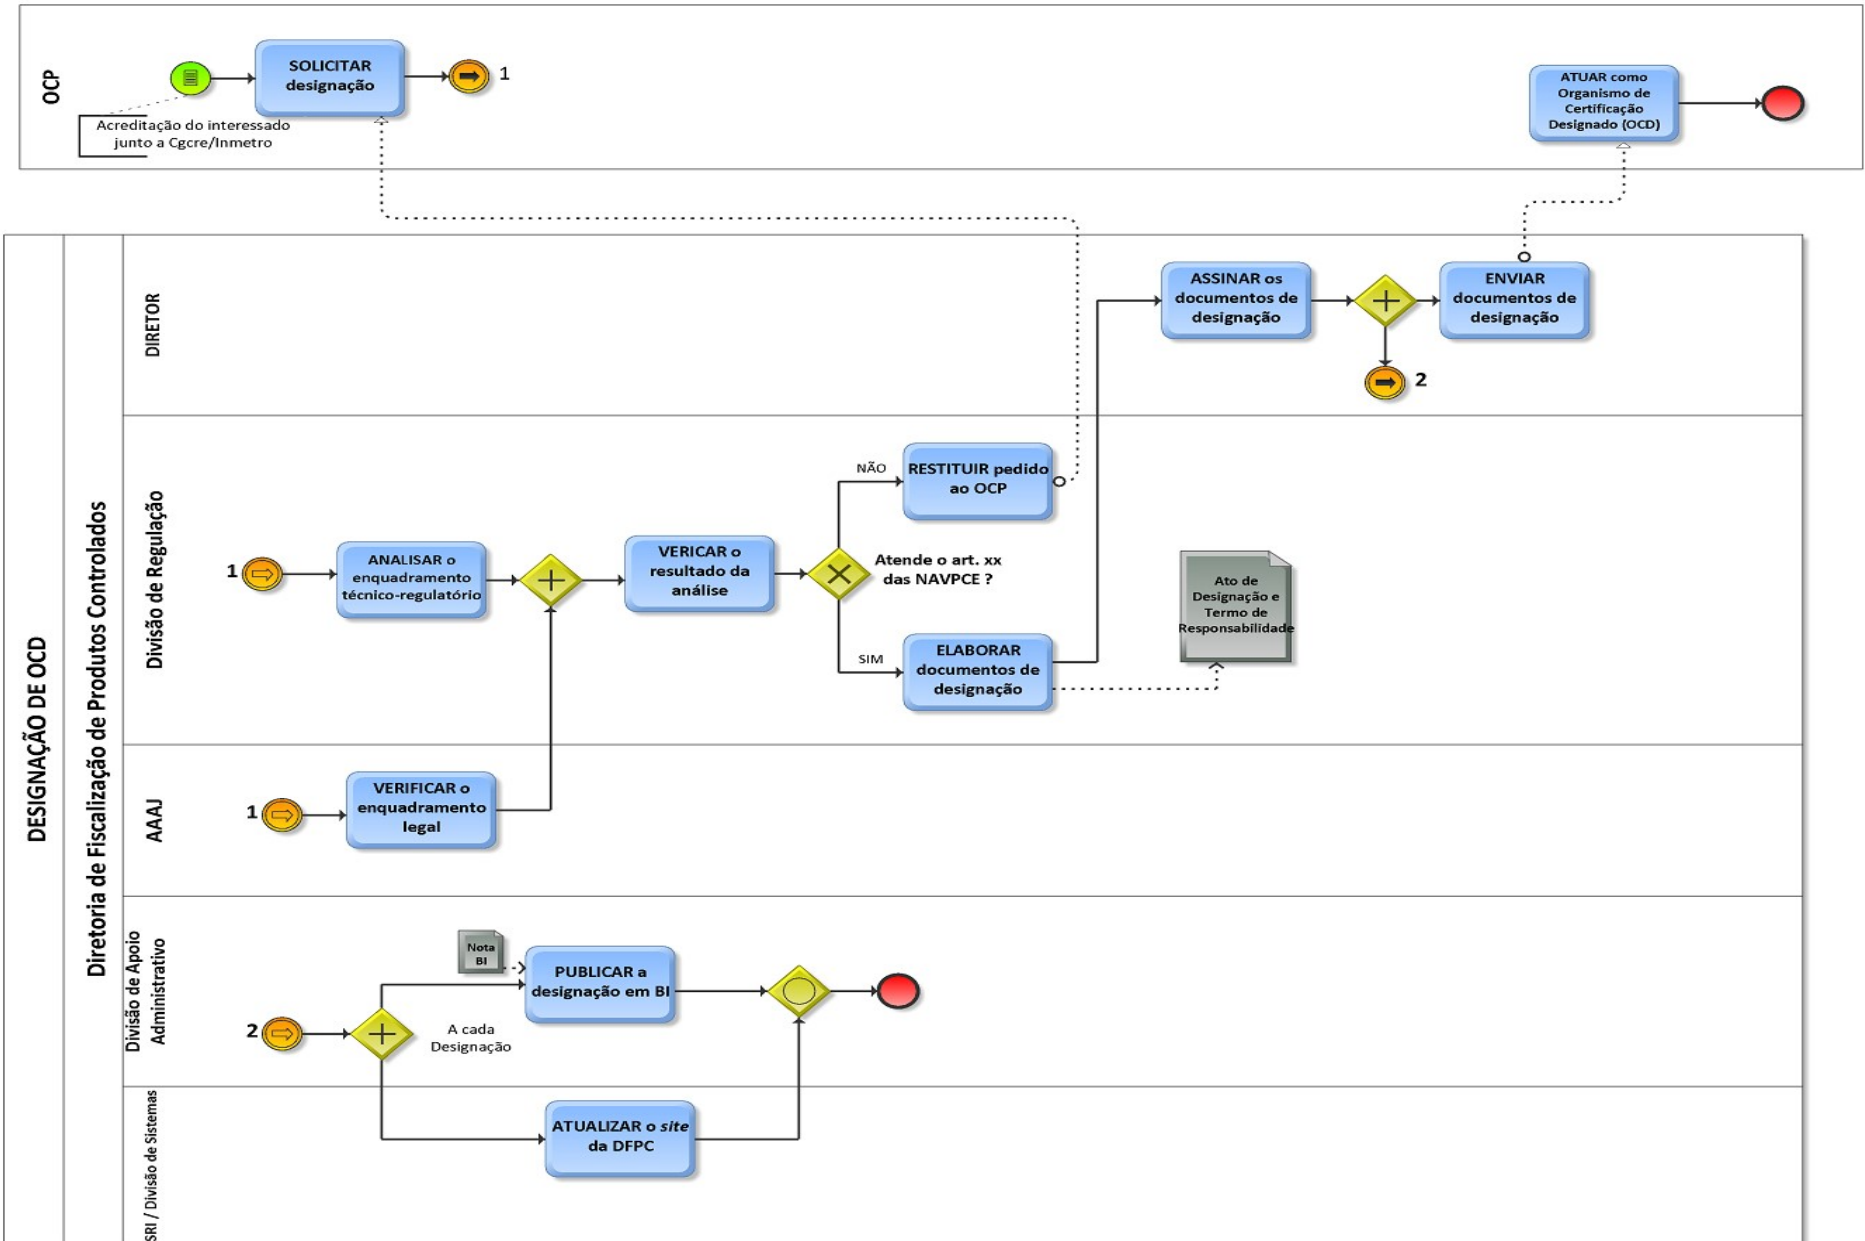 OCP
SOLICITAR
designação
1
Acreditação do interessado
junto a Cgcre/Inmetro
ATUAR como
Organismo de
Certificação
Designado (OCD)
DESIGNAÇÃO DE OCD
Diretoria de Fiscalização de Produtos Controlados
DIRETOR
ASSINAR os
documentos de
designação
ENVIAR
documentos de
designação
2
Divisão de Regulação
1
ANALISAR o
enquadramento
técnico-regulatório
VERICAR o
resultado da
análise
NÃO
RESTITUIR pedido
ao OCP
Atende o art. xx
das NAVPCE ?
SIM
ELABORAR
documentos de
designação
Ato de
Designação e
Termo de
Responsabilidade
AAAJ
1
VERIFICAR o
enquadramento
legal
Divisão de Apoio
Administrativo
2
A cada
Designação
Nota
BI
PUBLICAR a
designação em BI
SRI / Divisão de Sistemas
ATUALIZAR o site
da DFPC